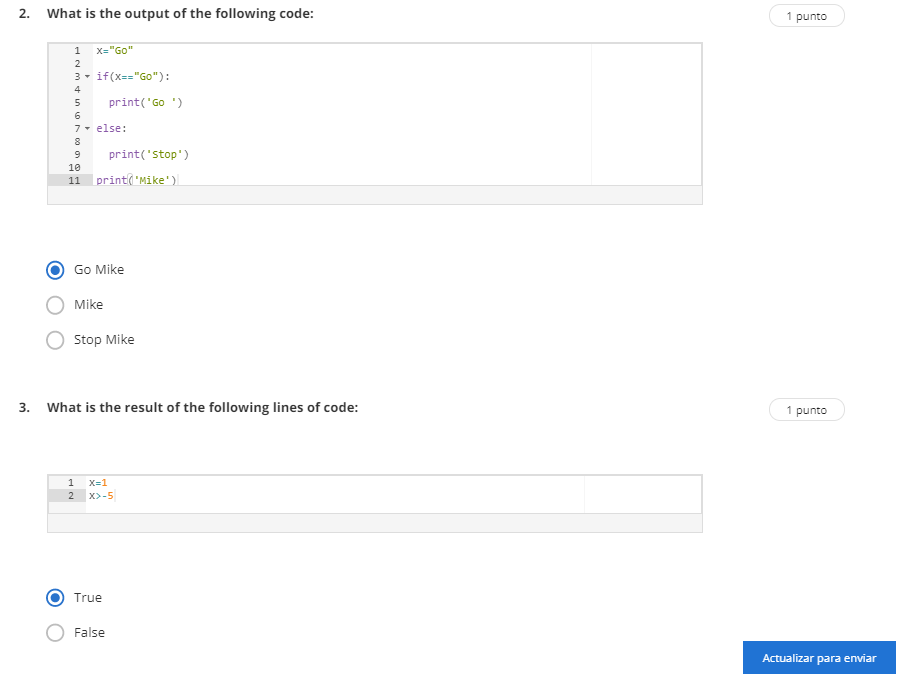 2. What is the output of the following code:
1 punto
1 x="Go"
2
3 if(x=="Go"):
4
5 print('Go ')
6
7 else:
8
9 print('Stop')
10
11 print('Mike')
Go Mike
Mike
Stop Mike
3. What is the result of the following lines of code:
1 punto
1 x=1
2 x>-5
True
False
Actualizar para enviar